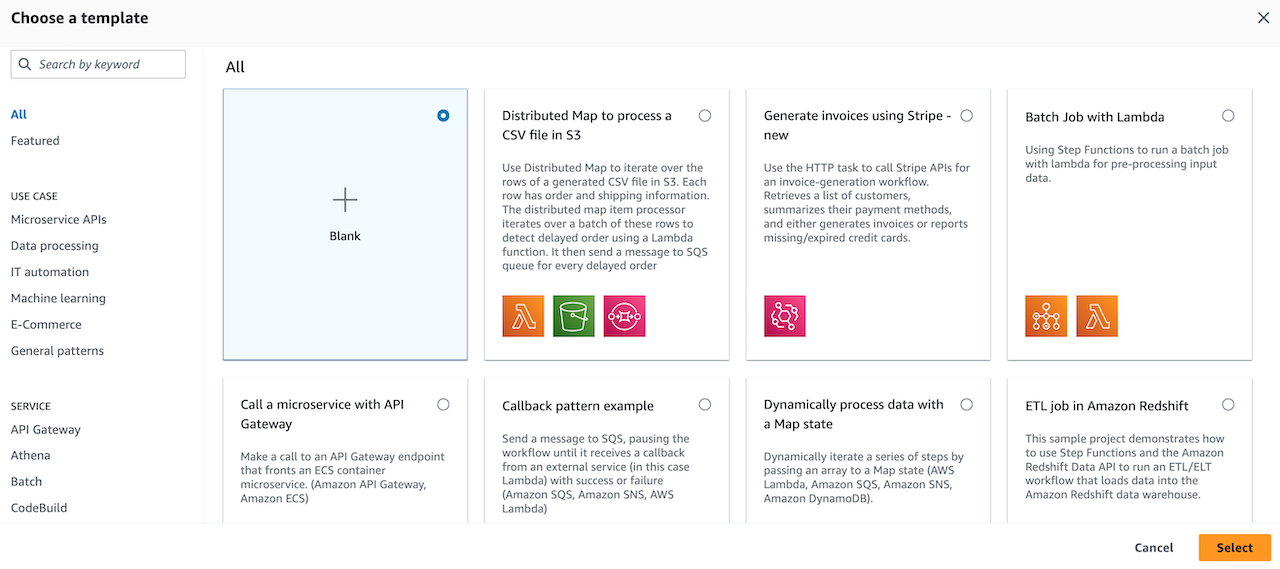 Choose a template
Search by keyword
All
Featured
USE CASE
Microservice APIs
Data processing
IT automation
Machine learning
E-Commerce
General patterns
SERVICE
API Gateway
Athena
Batch
CodeBuild
All
Blank
Distributed Map to process a
CSV file in S3
Use Distributed Map to iterate over the
rows of a generated CSV file in S3. Each
row has order and shipping information.
The distributed map item processor
iterates over a batch of these rows to
detect delayed order using a Lambda
function. It then send a message to SQS
queue for every delayed order
Generate invoices using Stripe -
new
Use the HTTP task to call Stripe APIs for
an invoice-generation workflow.
Retrieves a list of customers,
summarizes their payment methods,
and either generates invoices or reports
missing/expired credit cards.
Batch Job with Lambda
Using Step Functions to run a batch job
with lambda for pre-processing input
data.
Call a microservice with API
Gateway
Make a call to an API Gateway endpoint
that fronts an ECS container
microservice. (Amazon API Gateway,
Amazon ECS)
Callback pattern example
Send a message to SQS, pausing the
workflow until it receives a callback
from an external service (in this case
Lambda) with success or failure
(Amazon SQS, Amazon SNS, AWS
Lambda)
Dynamically process data with
a Map state
Dynamically iterate a series of steps by
passing an array to a Map state (AWS
Lambda, Amazon SQS, Amazon SNS,
Amazon DynamoDB).
ETL job in Amazon Redshift
This sample project demonstrates how
to use Step Functions and the Amazon
Redshift Data API to run an ETL/ELT
workflow that loads data into the
Amazon Redshift data warehouse.
Cancel
Select